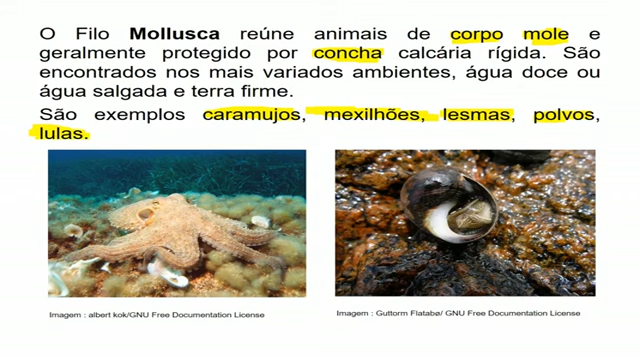 O Filo Mollusca reúne animais de corpo mole e
geralmente protegido por concha calcária rígida. São
encontrados nos mais variados ambientes, água doce ou
água salgada e terra firme.
São exemplos caramujos, mexilhões, lesmas, polvos,
lulas.
Imagem : albert kok/GNU Free Documentation License
Imagem : Guttorm Flatabø/ GNU Free Documentation License